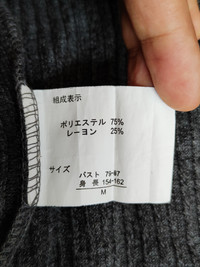 組成表示
ポリエステル 75%
レーヨン 25%
サイズ
バスト 79-87
身長 154-162
M